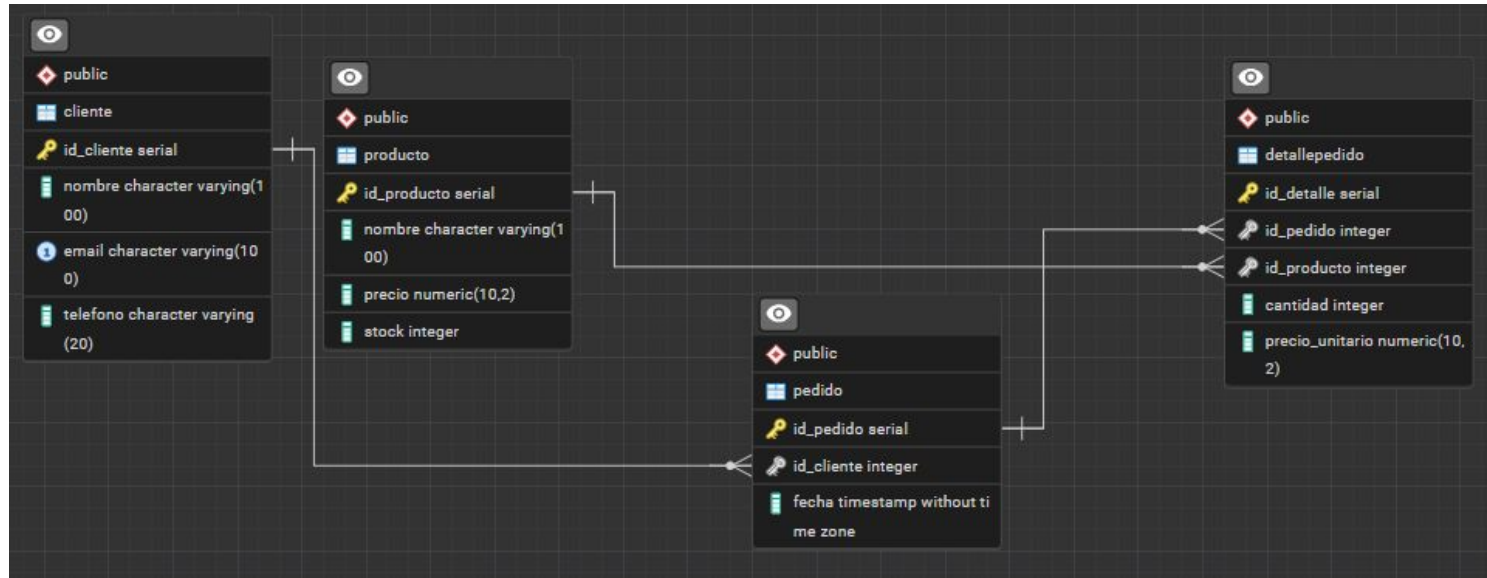 public
cliente
id_cliente serial
nombre character varying(1
00)
1
email character varying(10
0)
telefono character varying
(20)
public
producto
id_producto serial
nombre character varying(1
00)
precio numeric(10,2)
stock integer
public
pedido
id_pedido serial
id_cliente integer
fecha timestamp without ti
me zone
public
detallepedido
id_detalle serial
id_pedido integer
id_producto integer
cantidad integer
precio_unitario numeric(10,
2)